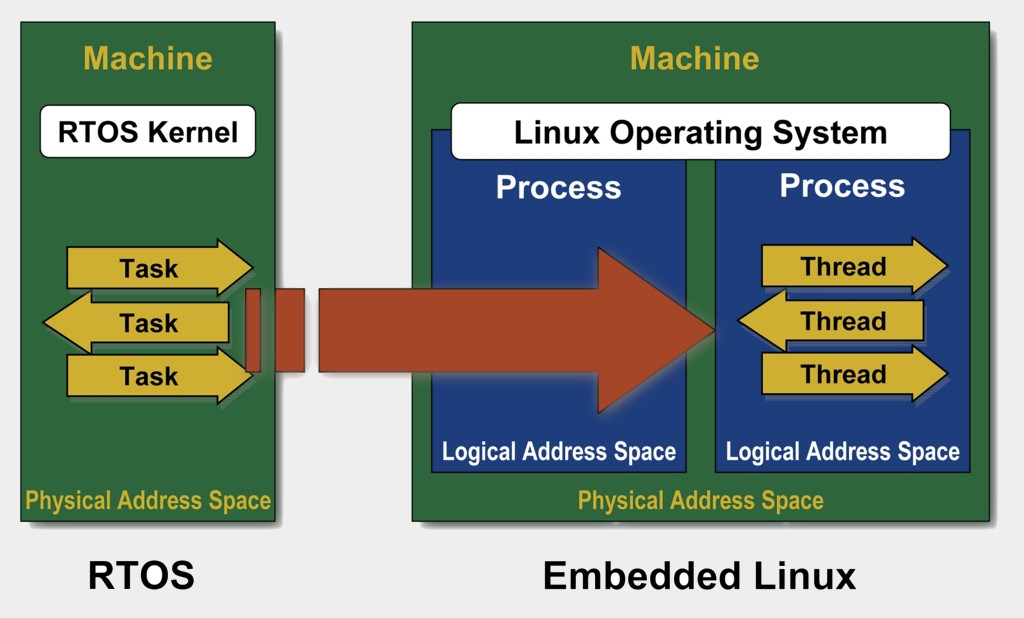 Machine
RTOS Kernel
Task
Task
Task
Physical Address Space
RTOS
Machine
Linux Operating System
Process
Logical Address Space
Process
Thread
Thread
Thread
Logical Address Space
Physical Address Space
Embedded Linux